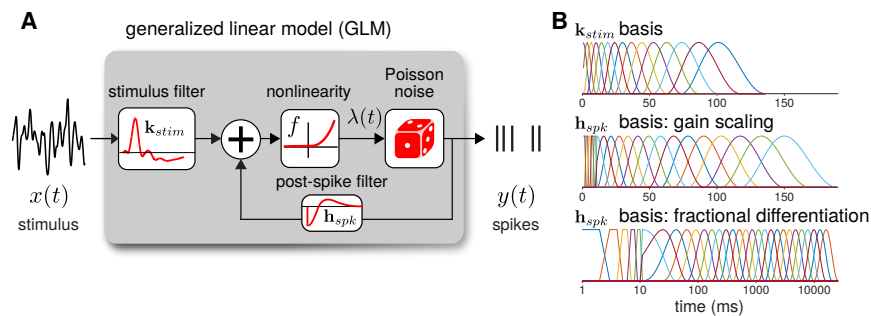 A
generalized linear model (GLM)
stimulus filter
nonlinearity
Poisson
noise
k_stim
f
λ(t)
x(t)
stimulus
post-spike filter
h_spk
y(t)
spikes
B
k_stim basis
0 50 100 150
h_spk basis: gain scaling
0 50 100 150
h_spk basis: fractional differentiation
1 10 100 1000 10000
time (ms)